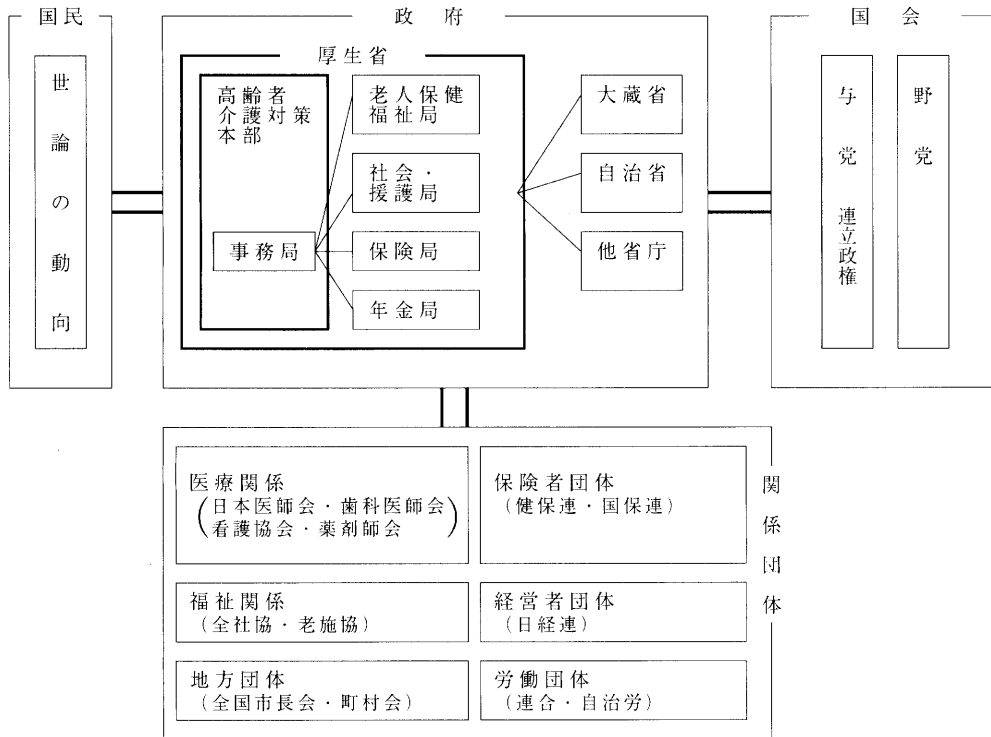 国民
世論の動向
政府
厚生省
高齢者
介護対策
本部
事務局
老人保健
福祉局
社会・
援護局
保険局
年金局
大蔵省
自治省
他省庁
国会
与党 連立政権
野党
関係団体
医療関係
(日本医師会・歯科医師会
看護協会・薬剤師会)
保険者団体
(健保連・国保連)
福祉関係
(全社協・老施協)
経営者団体
(日経連)
地方団体
(全国市長会・町村会)
労働団体
(連合・自治労)